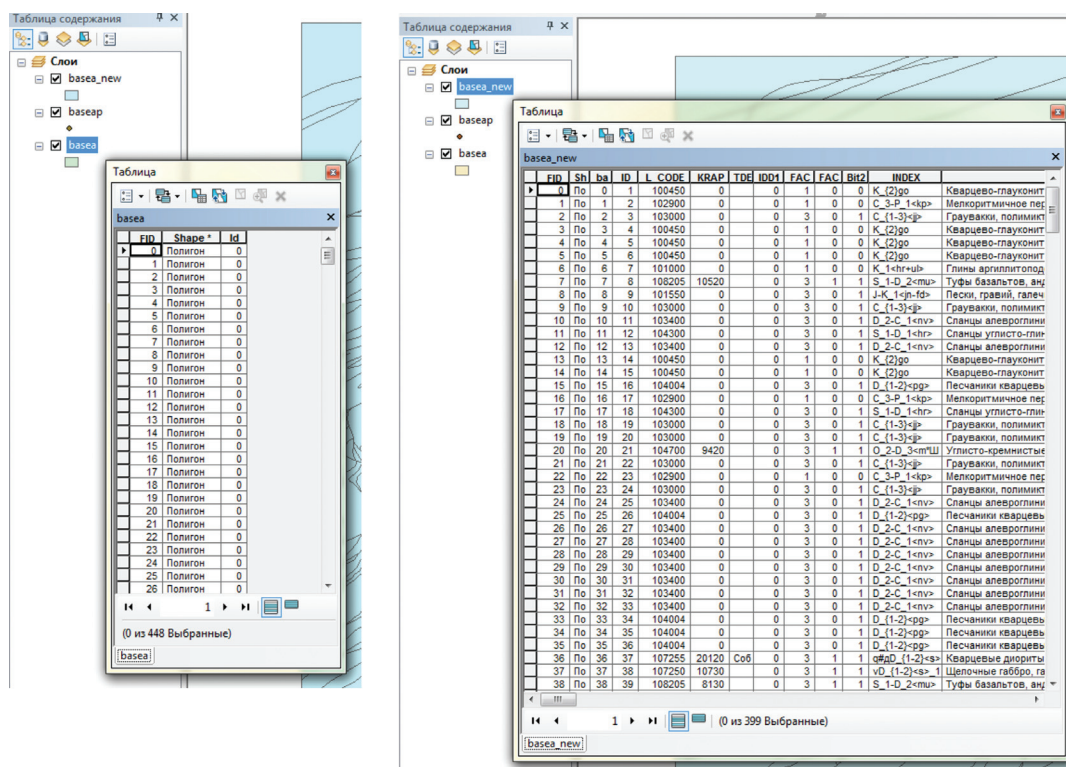 Таблица содержания
Слои
basea_new
baseap
basea
Таблица
basea
FID Shape * Id
0 Полигон 0
1 Полигон 0
2 Полигон 0
3 Полигон 0
4 Полигон 0
5 Полигон 0
6 Полигон 0
7 Полигон 0
8 Полигон 0
9 Полигон 0
10 Полигон 0
11 Полигон 0
12 Полигон 0
13 Полигон 0
14 Полигон 0
15 Полигон 0
16 Полигон 0
17 Полигон 0
18 Полигон 0
19 Полигон 0
20 Полигон 0
21 Полигон 0
22 Полигон 0
23 Полигон 0
24 Полигон 0
25 Полигон 0
26 Полигон 0
1
(0 из 448 Выбранные)
basea
Таблица содержания
Слои
basea_new
baseap
basea
Таблица
basea_new
FID Sh ba ID L_CODE KRAP TDE IDD1 FAC FAC Bit2 INDEX
0 По 0 1 100450 0 0 1 0 0 K_{2}go Кварцево-глауконит
1 По 1 2 102900 0 0 1 0 0 C_3-P_1<kp> Мелкоритмичное пер
2 По 2 3 103000 0 0 3 0 1 C_{1-3}<jj> Граувакки, полимикт
3 По 3 4 100450 0 0 1 0 0 K_{2}go Кварцево-глауконит
4 По 4 5 100450 0 0 1 0 0 K_{2}go Кварцево-глауконит
5 По 5 6 100450 0 0 1 0 0 K_{2}go Кварцево-глауконит
6 По 6 7 101000 0 0 1 0 0 K_1<hr+ul> Глины аргиллитопод
7 По 7 8 108205 10520 0 3 1 1 S_1-D_2<mu> Туфы базальтов, анд
8 По 8 9 101550 0 0 3 0 1 J-K_1<jn-fd> Пески, гравий, галеч
9 По 9 10 103000 0 0 3 0 1 C_{1-3}<jj> Граувакки, полимикт
10 По 10 11 103400 0 0 3 0 1 D_2-C_1<nv> Сланцы алевроглини
11 По 11 12 104300 0 0 3 0 1 S_1-D_1<hr> Сланцы углисто-глин
12 По 12 13 103400 0 0 3 0 1 D_2-C_1<nv> Сланцы алевроглини
13 По 13 14 100450 0 0 1 0 0 K_{2}go Кварцево-глауконит
14 По 14 15 100450 0 0 1 0 0 K_{2}go Кварцево-глауконит
15 По 15 16 104004 0 0 3 0 1 D_{1-2}<pg> Песчаники кварцевы
16 По 16 17 102900 0 0 1 0 0 C_3-P_1<kp> Мелкоритмичное пер
17 По 17 18 104300 0 0 3 0 1 S_1-D_1<hr> Сланцы углисто-глин
18 По 18 19 103000 0 0 3 0 1 C_{1-3}<jj> Граувакки, полимикт
19 По 19 20 103000 0 0 3 0 1 C_{1-3}<jj> Граувакки, полимикт
20 По 20 21 104700 9420 0 3 1 1 O_2-D_3<m*Ш Углисто-кремнистые
21 По 21 22 103000 0 0 3 0 1 C_{1-3}<jj> Граувакки, полимикт
22 По 22 23 102900 0 0 1 0 0 C_3-P_1<kp> Мелкоритмичное пер
23 По 23 24 103000 0 0 3 0 1 C_{1-3}<jj> Граувакки, полимикт
24 По 24 25 103400 0 0 3 0 1 D_2-C_1<nv> Сланцы алевроглини
25 По 25 26 104004 0 0 3 0 1 D_{1-2}<pg> Песчаники кварцевы
26 По 26 27 103400 0 0 3 0 1 D_2-C_1<nv> Сланцы алевроглини
27 По 27 28 103400 0 0 3 0 1 D_2-C_1<nv> Сланцы алевроглини
28 По 28 29 103400 0 0 3 0 1 D_2-C_1<nv> Сланцы алевроглини
29 По 29 30 103400 0 0 3 0 1 D_2-C_1<nv> Сланцы алевроглини
30 По 30 31 103400 0 0 3 0 1 D_2-C_1<nv> Сланцы алевроглини
31 По 31 32 103400 0 0 3 0 1 D_2-C_1<nv> Сланцы алевроглини
32 По 32 33 103400 0 0 3 0 1 D_2-C_1<nv> Сланцы алевроглини
33 По 33 34 104004 0 0 3 0 1 D_{1-2}<pg> Песчаники кварцевы
34 По 34 35 104004 0 0 3 0 1 D_{1-2}<pg> Песчаники кварцевы
35 По 35 36 104004 0 0 3 0 1 D_{1-2}<pg> Песчаники кварцевы
36 По 36 37 107255 20120 Соб 0 3 1 1 q#дD_{1-2}<s> Кварцевые диориты
37 По 37 38 107250 10730 0 3 1 1 vD_{1-2}<s>_1 Щелочные габбро, га
38 По 38 39 108205 8130 0 3 1 1 S_1-D_2<mu> Туфы базальтов, анд
1
(0 из 399 Выбранные)
basea_new